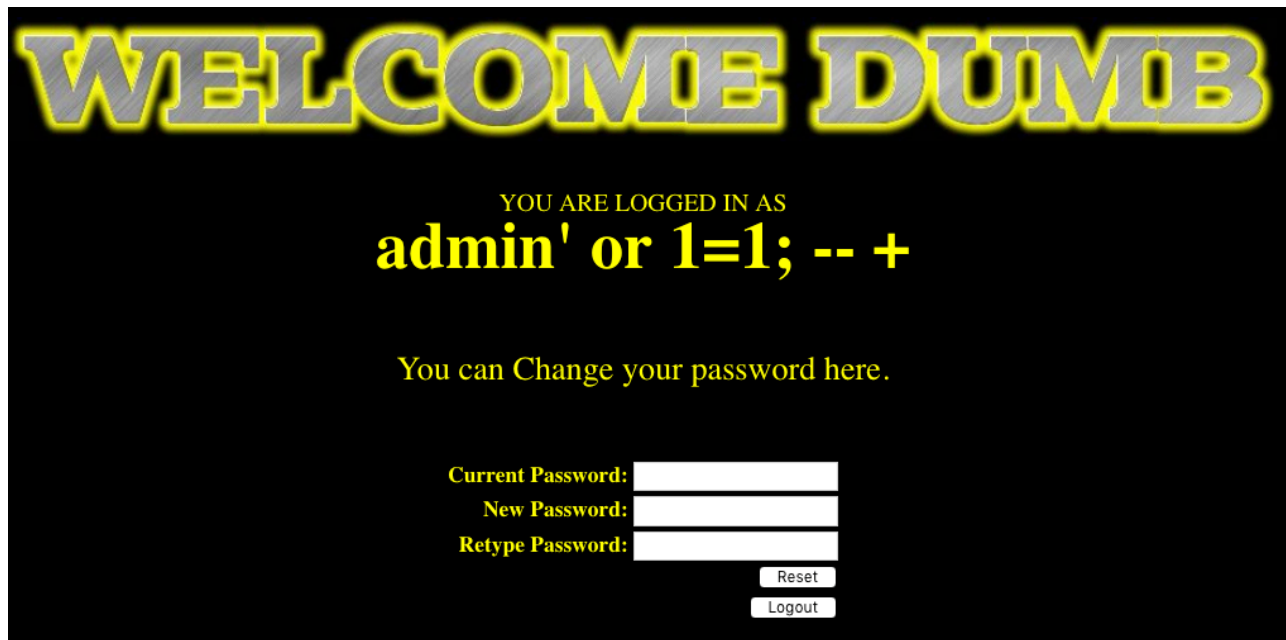 WELCOME DUMB
YOU ARE LOGGED IN AS
admin' or 1=1; -- +
You can Change your password here.
Current Password:
New Password:
Retype Password:
Reset
Logout